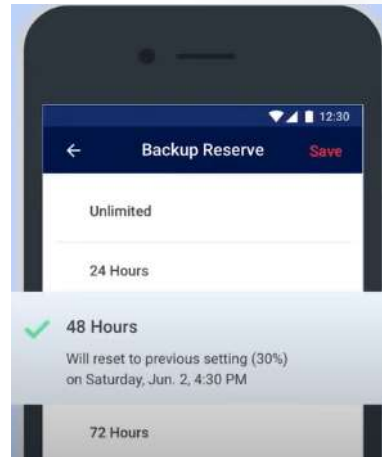 12:30
Backup Reserve Save
Unlimited
24 Hours
48 Hours
Will reset to previous setting (30%)
on Saturday, Jun. 2, 4:30 PM
72 Hours